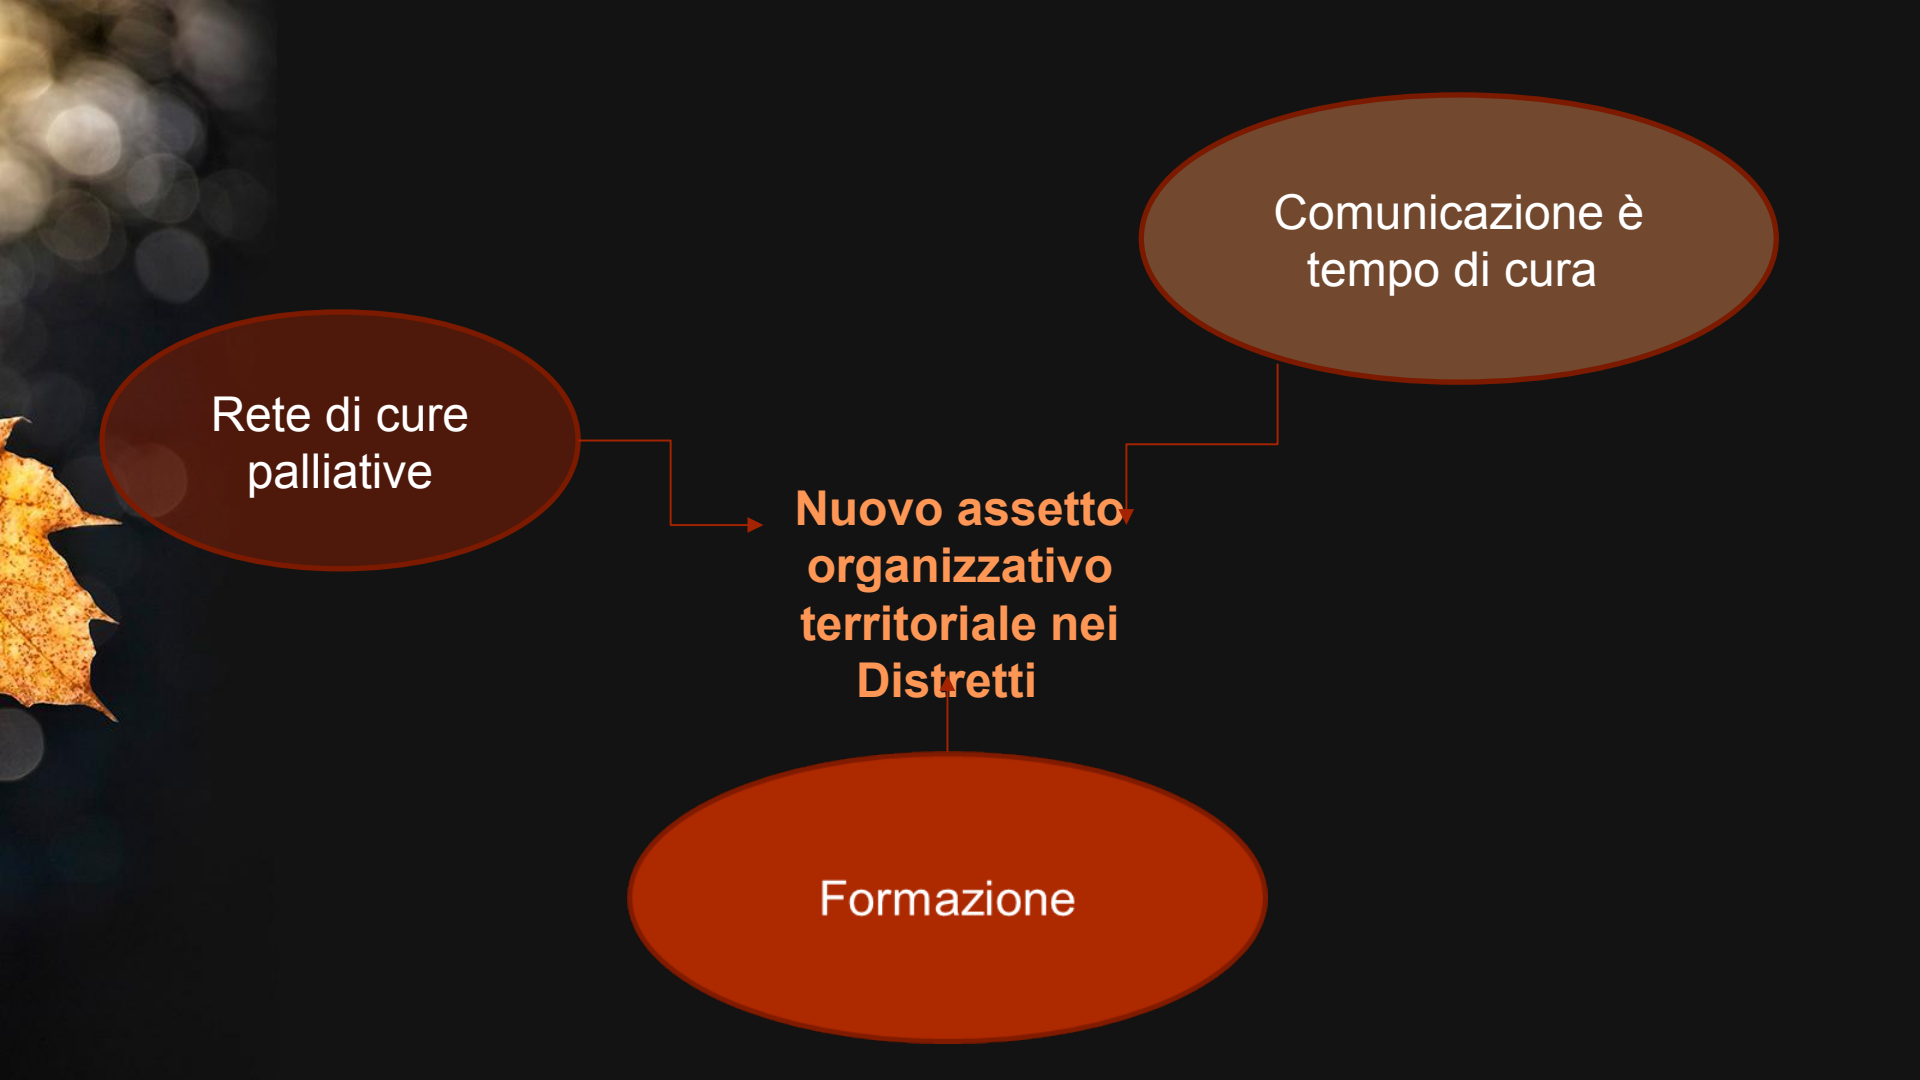 Comunicazione è
tempo di cura
Rete di cure
palliative
Nuovo assetto
organizzativo
territoriale nei
Distretti
Formazione